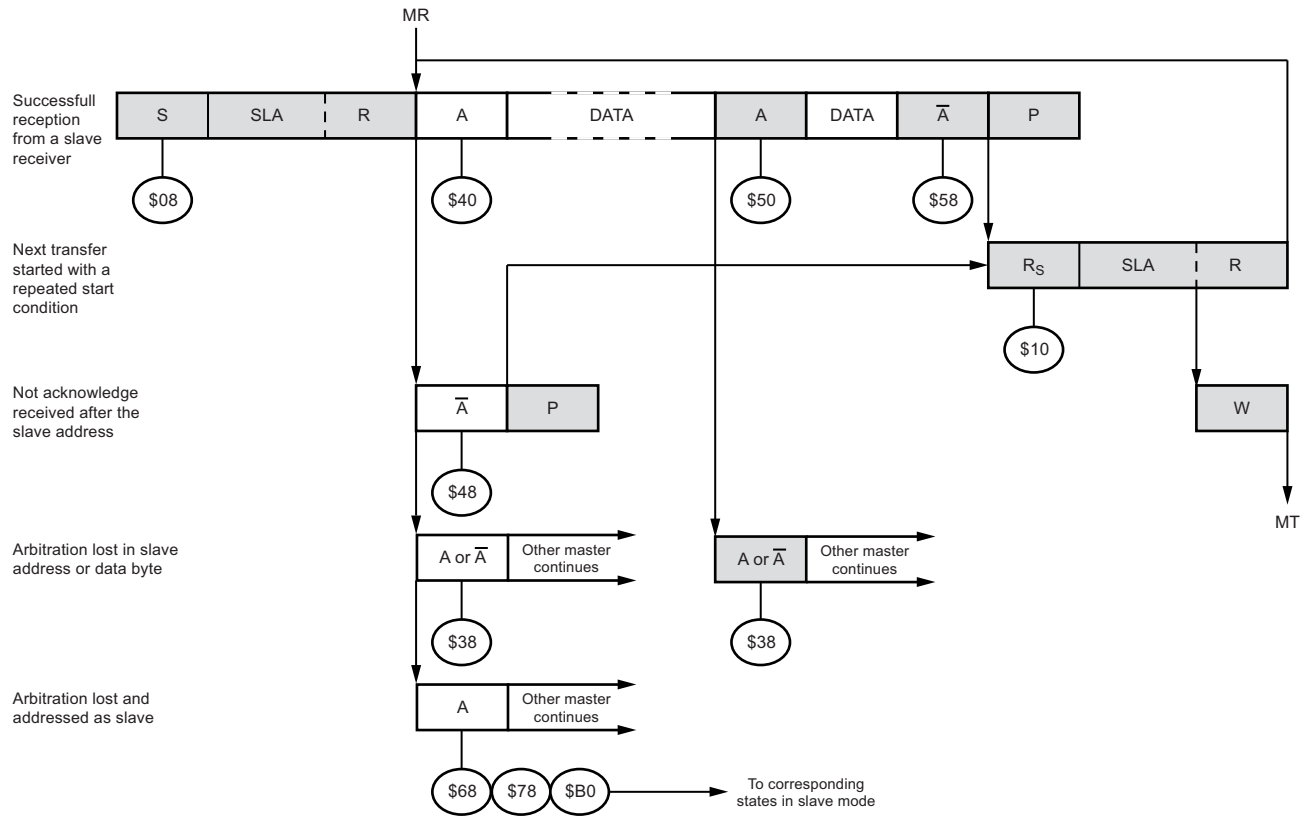 MR
Successfull
reception
from a slave
receiver
S SLA R A DATA A DATA A̅ P
$08 $40 $50 $58
Next transfer
started with a
repeated start
condition
RS SLA R
$10
Not acknowledge
received after the
slave address
A̅ P
W
$48
MT
Arbitration lost in slave
address or data byte
A or A̅
Other master
continues
A or A̅
Other master
continues
$38 $38
Arbitration lost and
addressed as slave
A
Other master
continues
$68 $78 $B0
To corresponding
states in slave mode